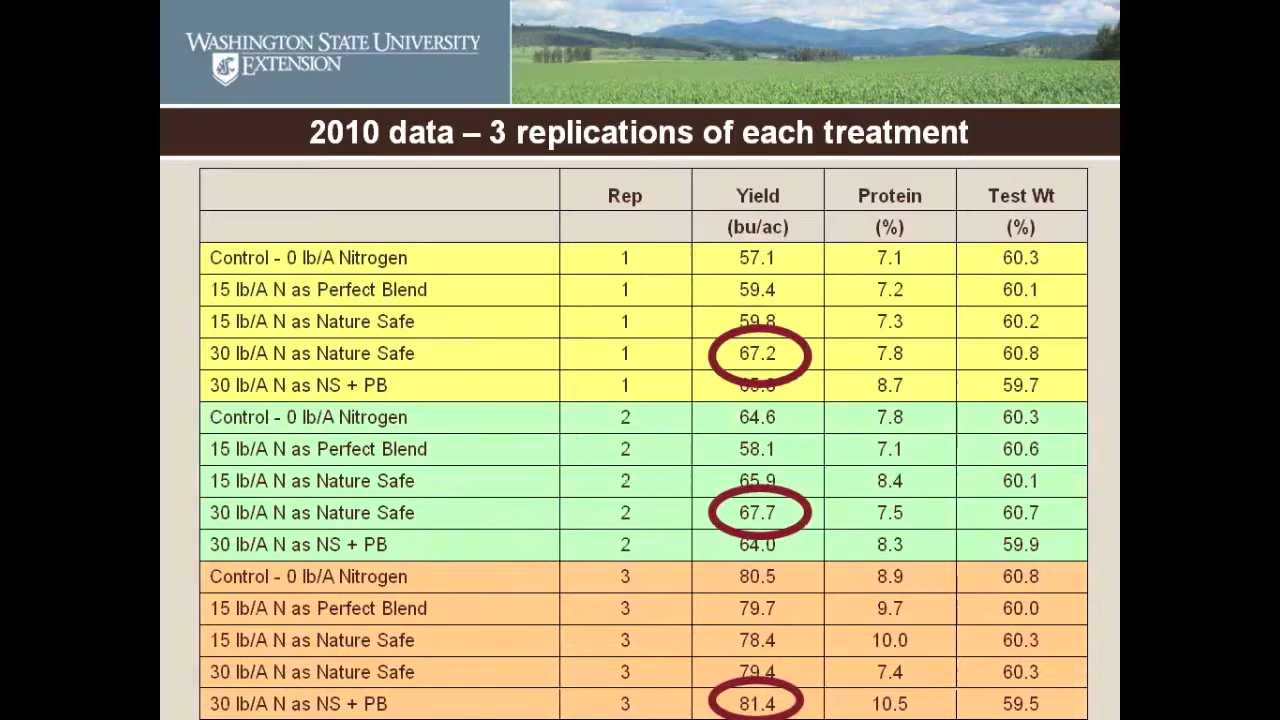 WASHINGTON STATE UNIVERSITY
EXTENSION
2010 data – 3 replications of each treatment
Rep Yield Protein Test Wt
(bu/ac) (%) (%)
Control - 0 lb/A Nitrogen 1 57.1 7.1 60.3
15 lb/A N as Perfect Blend 1 59.4 7.2 60.1
15 lb/A N as Nature Safe 1 59.8 7.3 60.2
30 lb/A N as Nature Safe 1 67.2 7.8 60.8
30 lb/A N as NS + PB 1 8.7 59.7
Control - 0 lb/A Nitrogen 2 64.6 7.8 60.3
15 lb/A N as Perfect Blend 2 58.1 7.1 60.6
15 lb/A N as Nature Safe 2 65.9 8.4 60.1
30 lb/A N as Nature Safe 2 67.7 7.5 60.7
30 lb/A N as NS + PB 2 64.0 8.3 59.9
Control - 0 lb/A Nitrogen 3 80.5 8.9 60.8
15 lb/A N as Perfect Blend 3 79.7 9.7 60.0
15 lb/A N as Nature Safe 3 78.4 10.0 60.3
30 lb/A N as Nature Safe 3 79.4 7.4 60.3
30 lb/A N as NS + PB 3 81.4 10.5 59.5